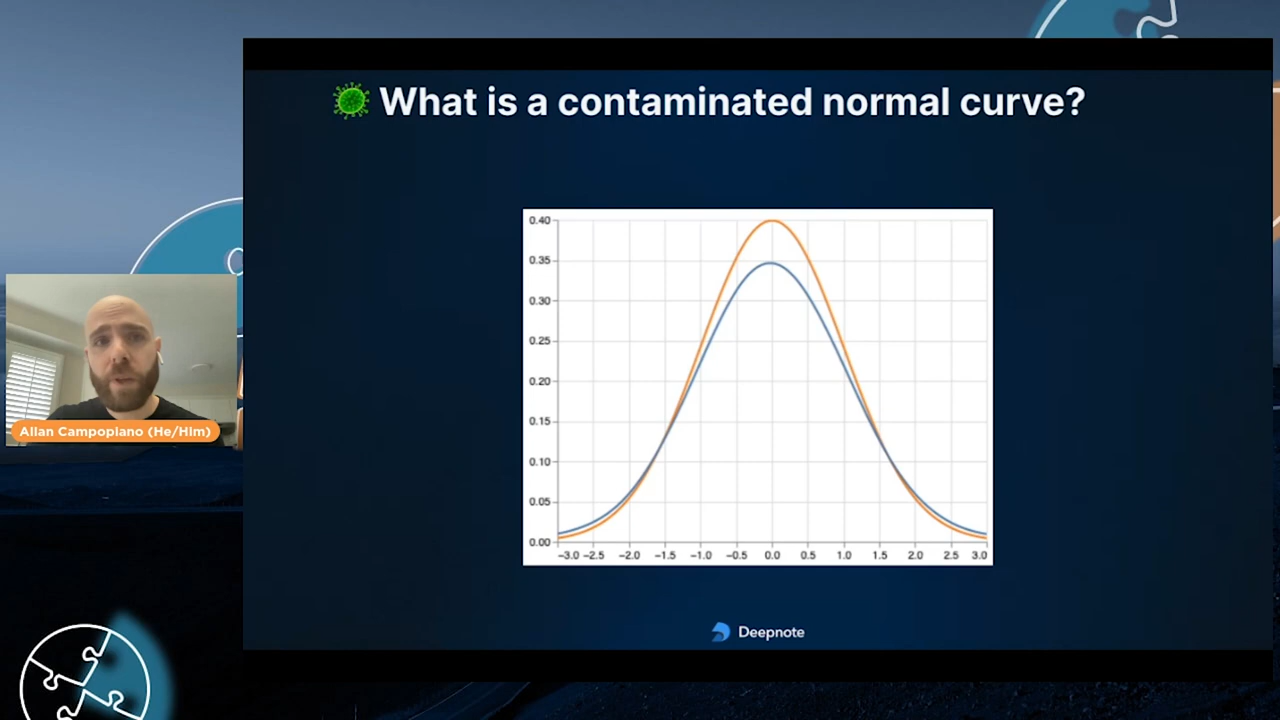 What is a contaminated normal curve?
0.40
0.35
0.30
0.25
0.20
0.15
0.10
0.05
0.00
−3.0 −2.5 −2.0 −1.5 −1.0 −0.5 0.0 0.5 1.0 1.5 2.0 2.5 3.0
Allan Campopiano (He/Him)
Deepnote